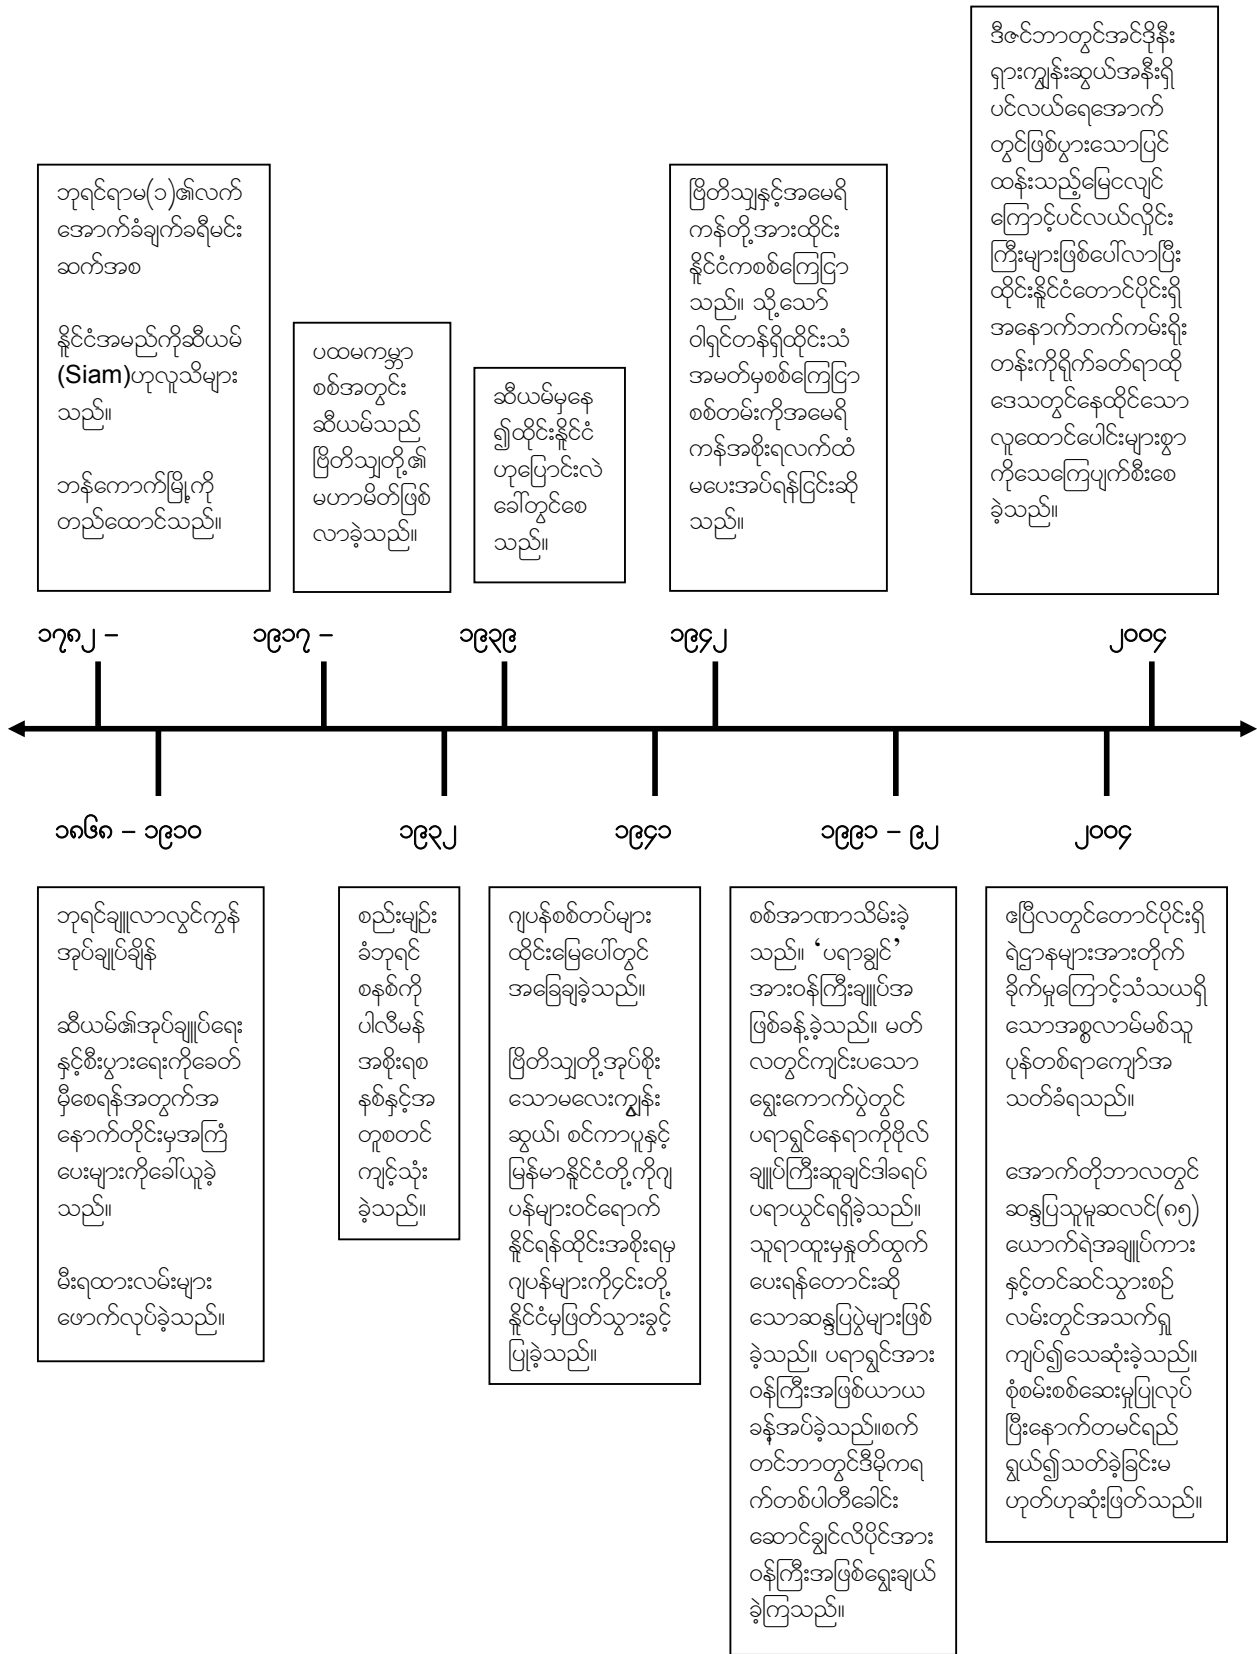 ဒီဇင်ဘာတွင်အင်ဒိုနီး
ရှားကျွန်းဆွယ်အနီးရှိ
ပင်လယ်ရေအောက်
တွင်ဖြစ်ပွားသောပြင်
ထန်းသည့်မြေငလျင်
ကြောင့်ပင်လယ်လှိုင်း
ကြီးများဖြစ်ပေါ်လာပြီး
ထိုင်းနိူင်ငံတောင်ပိုင်းရှိ
အနောက်ဘက်ကမ်းရိုး
တန်းကိုရိုက်ခတ်ရာထို
ဒေသတွင်နေထိုင်သော
လူထောင်ပေါင်းများစွာ
ကိုသေကြေပျက်စီးစေ
ခဲ့သည်။
ဘုရင်ရာမ(၁)၏လက်
အောက်ခံချက်ခရီမင်း
ဆက်အစ
နိူင်ငံအမည်ကိုဆီယမ်
(Siam)ဟုလူသိများ
သည်။
ဘန်ကောက်မြို့ကို
တည်ထောင်သည်။
ပထမကမ္ဘာ
စစ်အတွင်း
ဆီယမ်သည်
ဗြိတိသျှတို့၏
မဟာမိတ်ဖြစ်
လာခဲ့သည်။
ဆီယမ်မှနေ
၍ထိုင်းနိူင်ငံ
ဟုပြောင်းလဲ
ခေါ်တွင်စေ
သည်။
ဗြိတိသျှနှင့်အမေရိ
ကန်တို့အားထိုင်း
နိူင်ငံကစစ်ကြေငြာ
သည်။ သို့သော်
ဝါရှင်တန်ရှိထိုင်းသံ
အမတ်မှစစ်ကြေငြာ
စစ်တမ်းကိုအမေရိ
ကန်အစိုးရလက်ထံ
မပေးအပ်ရန်ငြင်းဆို
သည်။
၁၇၈၂ –
၁၉၁၇ –
၁၉၃၉
၁၉၄၂
၂၀၀၄
၁၈၆၈ – ၁၉၁၀
၁၉၃၂
၁၉၄၁
၁၉၉၁ – ၉၂
၂၀၀၄
ဘုရင်ချူလာလွင်ကွန်
အုပ်ချုပ်ချိန်
ဆီယမ်၏အုပ်ချူပ်ရေး
နှင့်စီးပွားရေးကိုခေတ်
မှီစေရန်အတွက်အ
နောက်တိုင်းမှအကြံ
ပေးများကိုခေါ်ယူခဲ့
သည်။
မီးရထားလမ်းများ
ဖောက်လုပ်ခဲ့သည်။
စည်းမျဉ်း
ခံဘုရင်
စနစ်ကို
ပါလီမန်
အစိုးရစ
နစ်နှင့်အ
တူစတင်
ကျင့်သုံး
ခဲ့သည်။
ဂျပန်စစ်တပ်များ
ထိုင်းမြေပေါ်တွင်
အခြေချခဲ့သည်။
ဗြိတိသျှတို့အုပ်စိုး
သောမလေးကျွန်း
ဆွယ်၊ စင်ကာပူနှင့်
မြန်မာနိူင်ငံတို့ကိုဂျ
ပန်များဝင်ရောက်
နိူင်ရန်ထိုင်းအစိုးရမှ
ဂျပန်များကို၄င်းတို့
နိူင်ငံမှဖြတ်သွားခွင့်
ပြုခဲ့သည်။
စစ်အာဏာသိမ်းခဲ့
သည်။ ‘ပရာချွင်’
အားဝန်ကြီးချူပ်အ
ဖြစ်ခန့်ခဲ့သည်။ မတ်
လတွင်ကျင်းပသော
ရွေးကောက်ပွဲတွင်
ပရာရွင်နေရာကိုဗိုလ်
ချူပ်ကြီးဆူချင်ဒါခရပ်
ပရာယွင်ရရှိခဲ့သည်။
သူရာထူးမှနှုတ်ထွက်
ပေးရန်တောင်းဆို
သောဆန္ဒပြပွဲများဖြစ်
ခဲ့သည်။ ပရာရွင်အား
ဝန်ကြီးအဖြစ်ယာယ
ခန့်အပ်ခဲ့သည်။စက်
တင်ဘာတွင်ဒီမိုကရ
က်တစ်ပါတီခေါင်း
ဆောင်ချွင်လိပိုင်အား
ဝန်ကြီးအဖြစ်ရွေးချယ်
ခဲ့ကြသည်။
ဧပြီလတွင်တောင်ပိုင်းရှိ
ရဲဌာနများအားတိုက်
ခိုက်မှုကြောင့်သံသယရှိ
သောအစ္စလာမ်မစ်သူ
ပုန်တစ်ရာကျော်အ
သတ်ခံရသည်။
အောက်တိုဘာလတွင်
ဆန္ဒပြသူမူဆလင်(၈၅)
ယောက်ရဲအချူပ်ကား
နှင့်တင်ဆင်သွားစဉ်
လမ်းတွင်အသက်ရှု
ကျပ်၍သေဆုံးခဲ့သည်။
စုံစမ်းစစ်ဆေးမှုပြုလုပ်
ပြီးနောက်တမင်ရည်
ရွယ်၍သတ်ခဲ့ခြင်းမ
ဟုတ်ဟုဆုံးဖြတ်သည်။